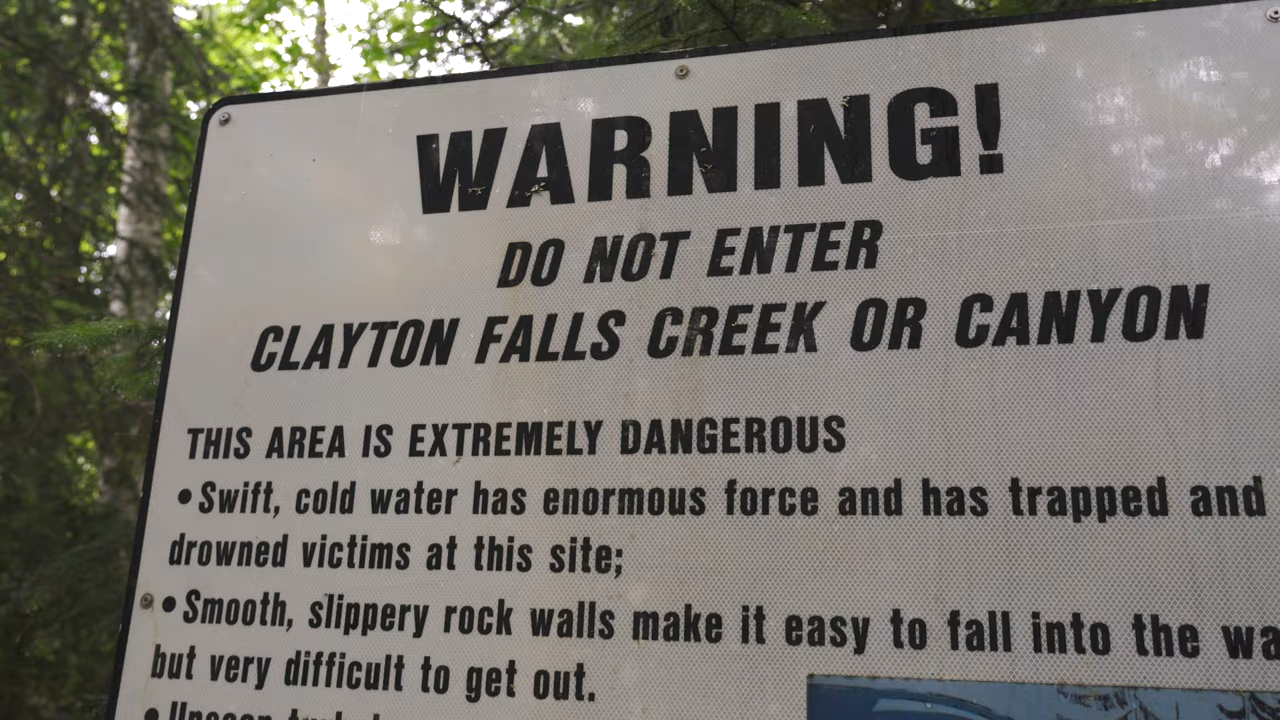 WARNING!
DO NOT ENTER
CLAYTON FALLS CREEK OR CANYON
THIS AREA IS EXTREMELY DANGEROUS
•Swift, cold water has enormous force and has trapped and
drowned victims at this site;
•Smooth, slippery rock walls make it easy to fall into the wa
but very difficult to get out.